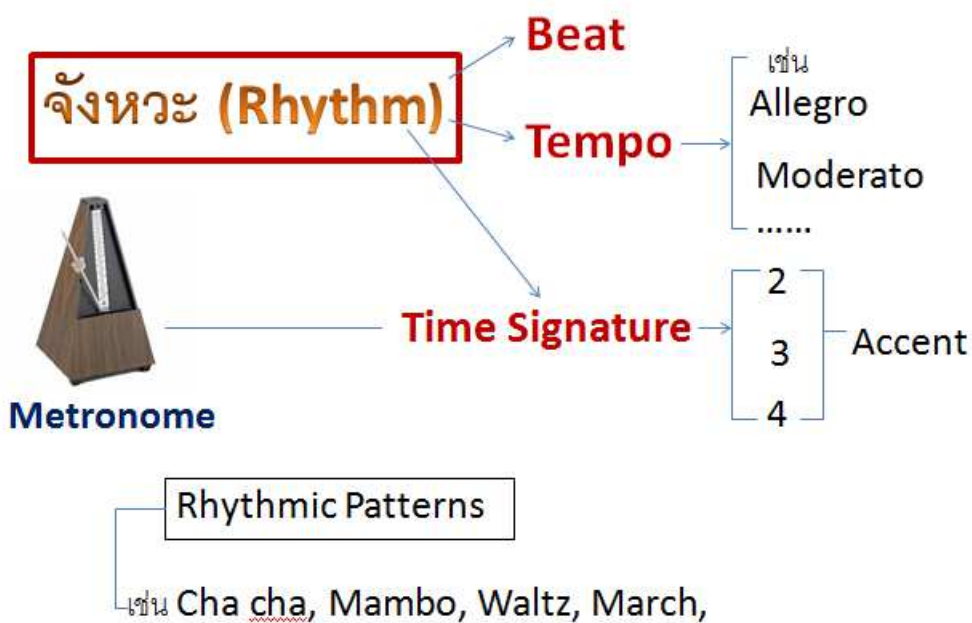 จังหวะ (Rhythm)
Beat
Tempo
เช่น
Allegro
Moderato
......
Metronome
Time Signature
2
3
4
Accent
Rhythmic Patterns
เช่น Cha cha, Mambo, Waltz, March,